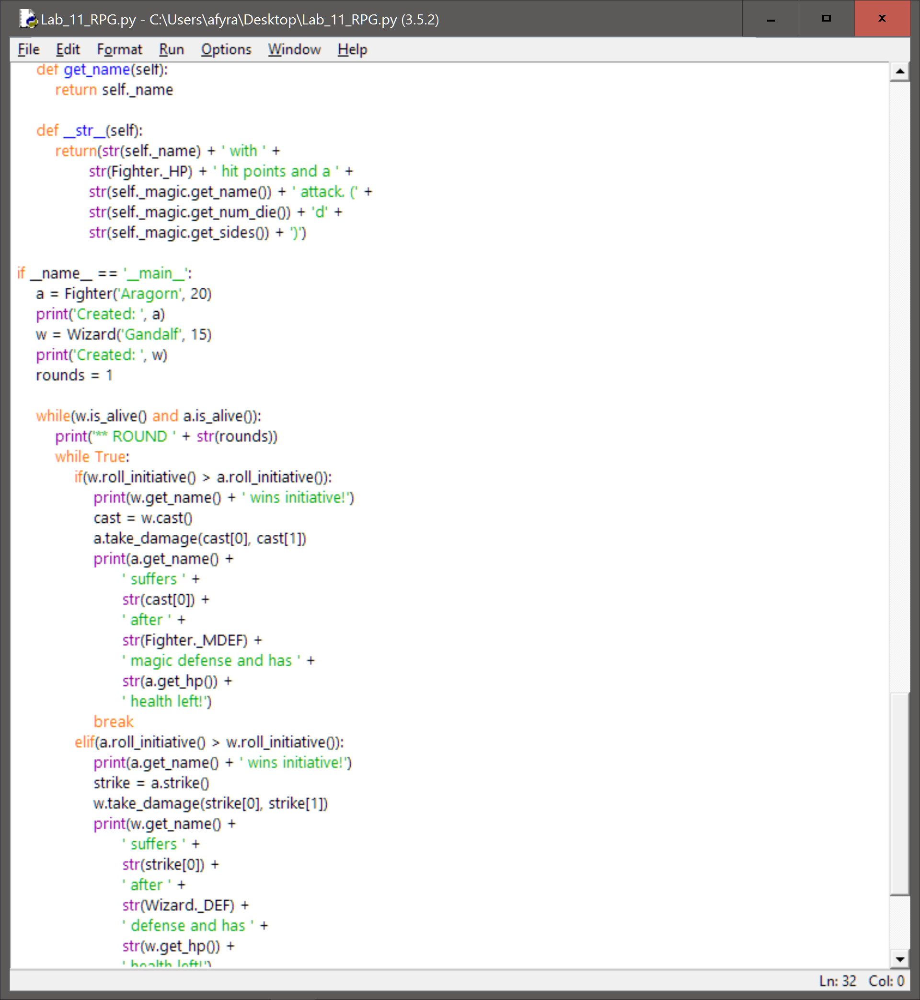 Lab_11_RPG.py - C:\Users\afyra\Desktop\Lab_11_RPG.py (3.5.2)
File Edit Format Run Options Window Help
    def get_name(self):
        return self._name

    def __str__(self):
        return(str(self._name) + ' with ' +
               str(Fighter._HP) + ' hit points and a ' +
               str(self._magic.get_name()) + ' attack. (' +
               str(self._magic.get_num_die()) + 'd' +
               str(self._magic.get_sides()) + ')')

if __name__ == '__main__':
    a = Fighter('Aragorn', 20)
    print('Created: ', a)
    w = Wizard('Gandalf', 15)
    print('Created: ', w)
    rounds = 1

    while(w.is_alive() and a.is_alive()):
        print('** ROUND ' + str(rounds))
        while True:
            if(w.roll_initiative() > a.roll_initiative()):
                print(w.get_name() + ' wins initiative!')
                cast = w.cast()
                a.take_damage(cast[0], cast[1])
                print(a.get_name() +
                      ' suffers ' +
                      str(cast[0]) +
                      ' after ' +
                      str(Fighter._MDEF) +
                      ' magic defense and has ' +
                      str(a.get_hp()) +
                      ' health left!')
                break
            elif(a.roll_initiative() > w.roll_initiative()):
                print(a.get_name() + ' wins initiative!')
                strike = a.strike()
                w.take_damage(strike[0], strike[1])
                print(w.get_name() +
                      ' suffers ' +
                      str(strike[0]) +
                      ' after ' +
                      str(Wizard._DEF) +
                      ' defense and has ' +
                      str(w.get_hp()) +
                      ' health left!')
Ln: 32 Col: 0